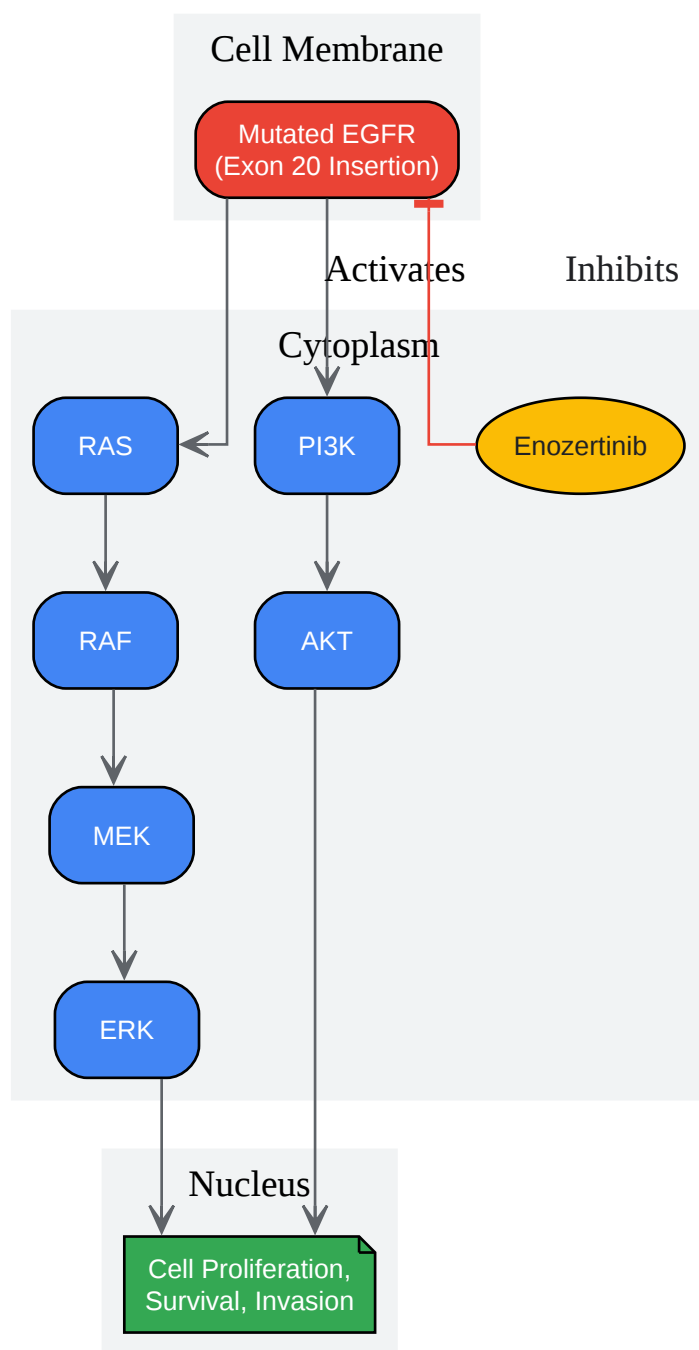 Cell Membrane
Mutated EGFR
(Exon 20 Insertion)
Activates
Inhibits
Cytoplasm
RAS
PI3K
Enozertinib
RAF
AKT
MEK
ERK
Nucleus
Cell Proliferation,
Survival, Invasion